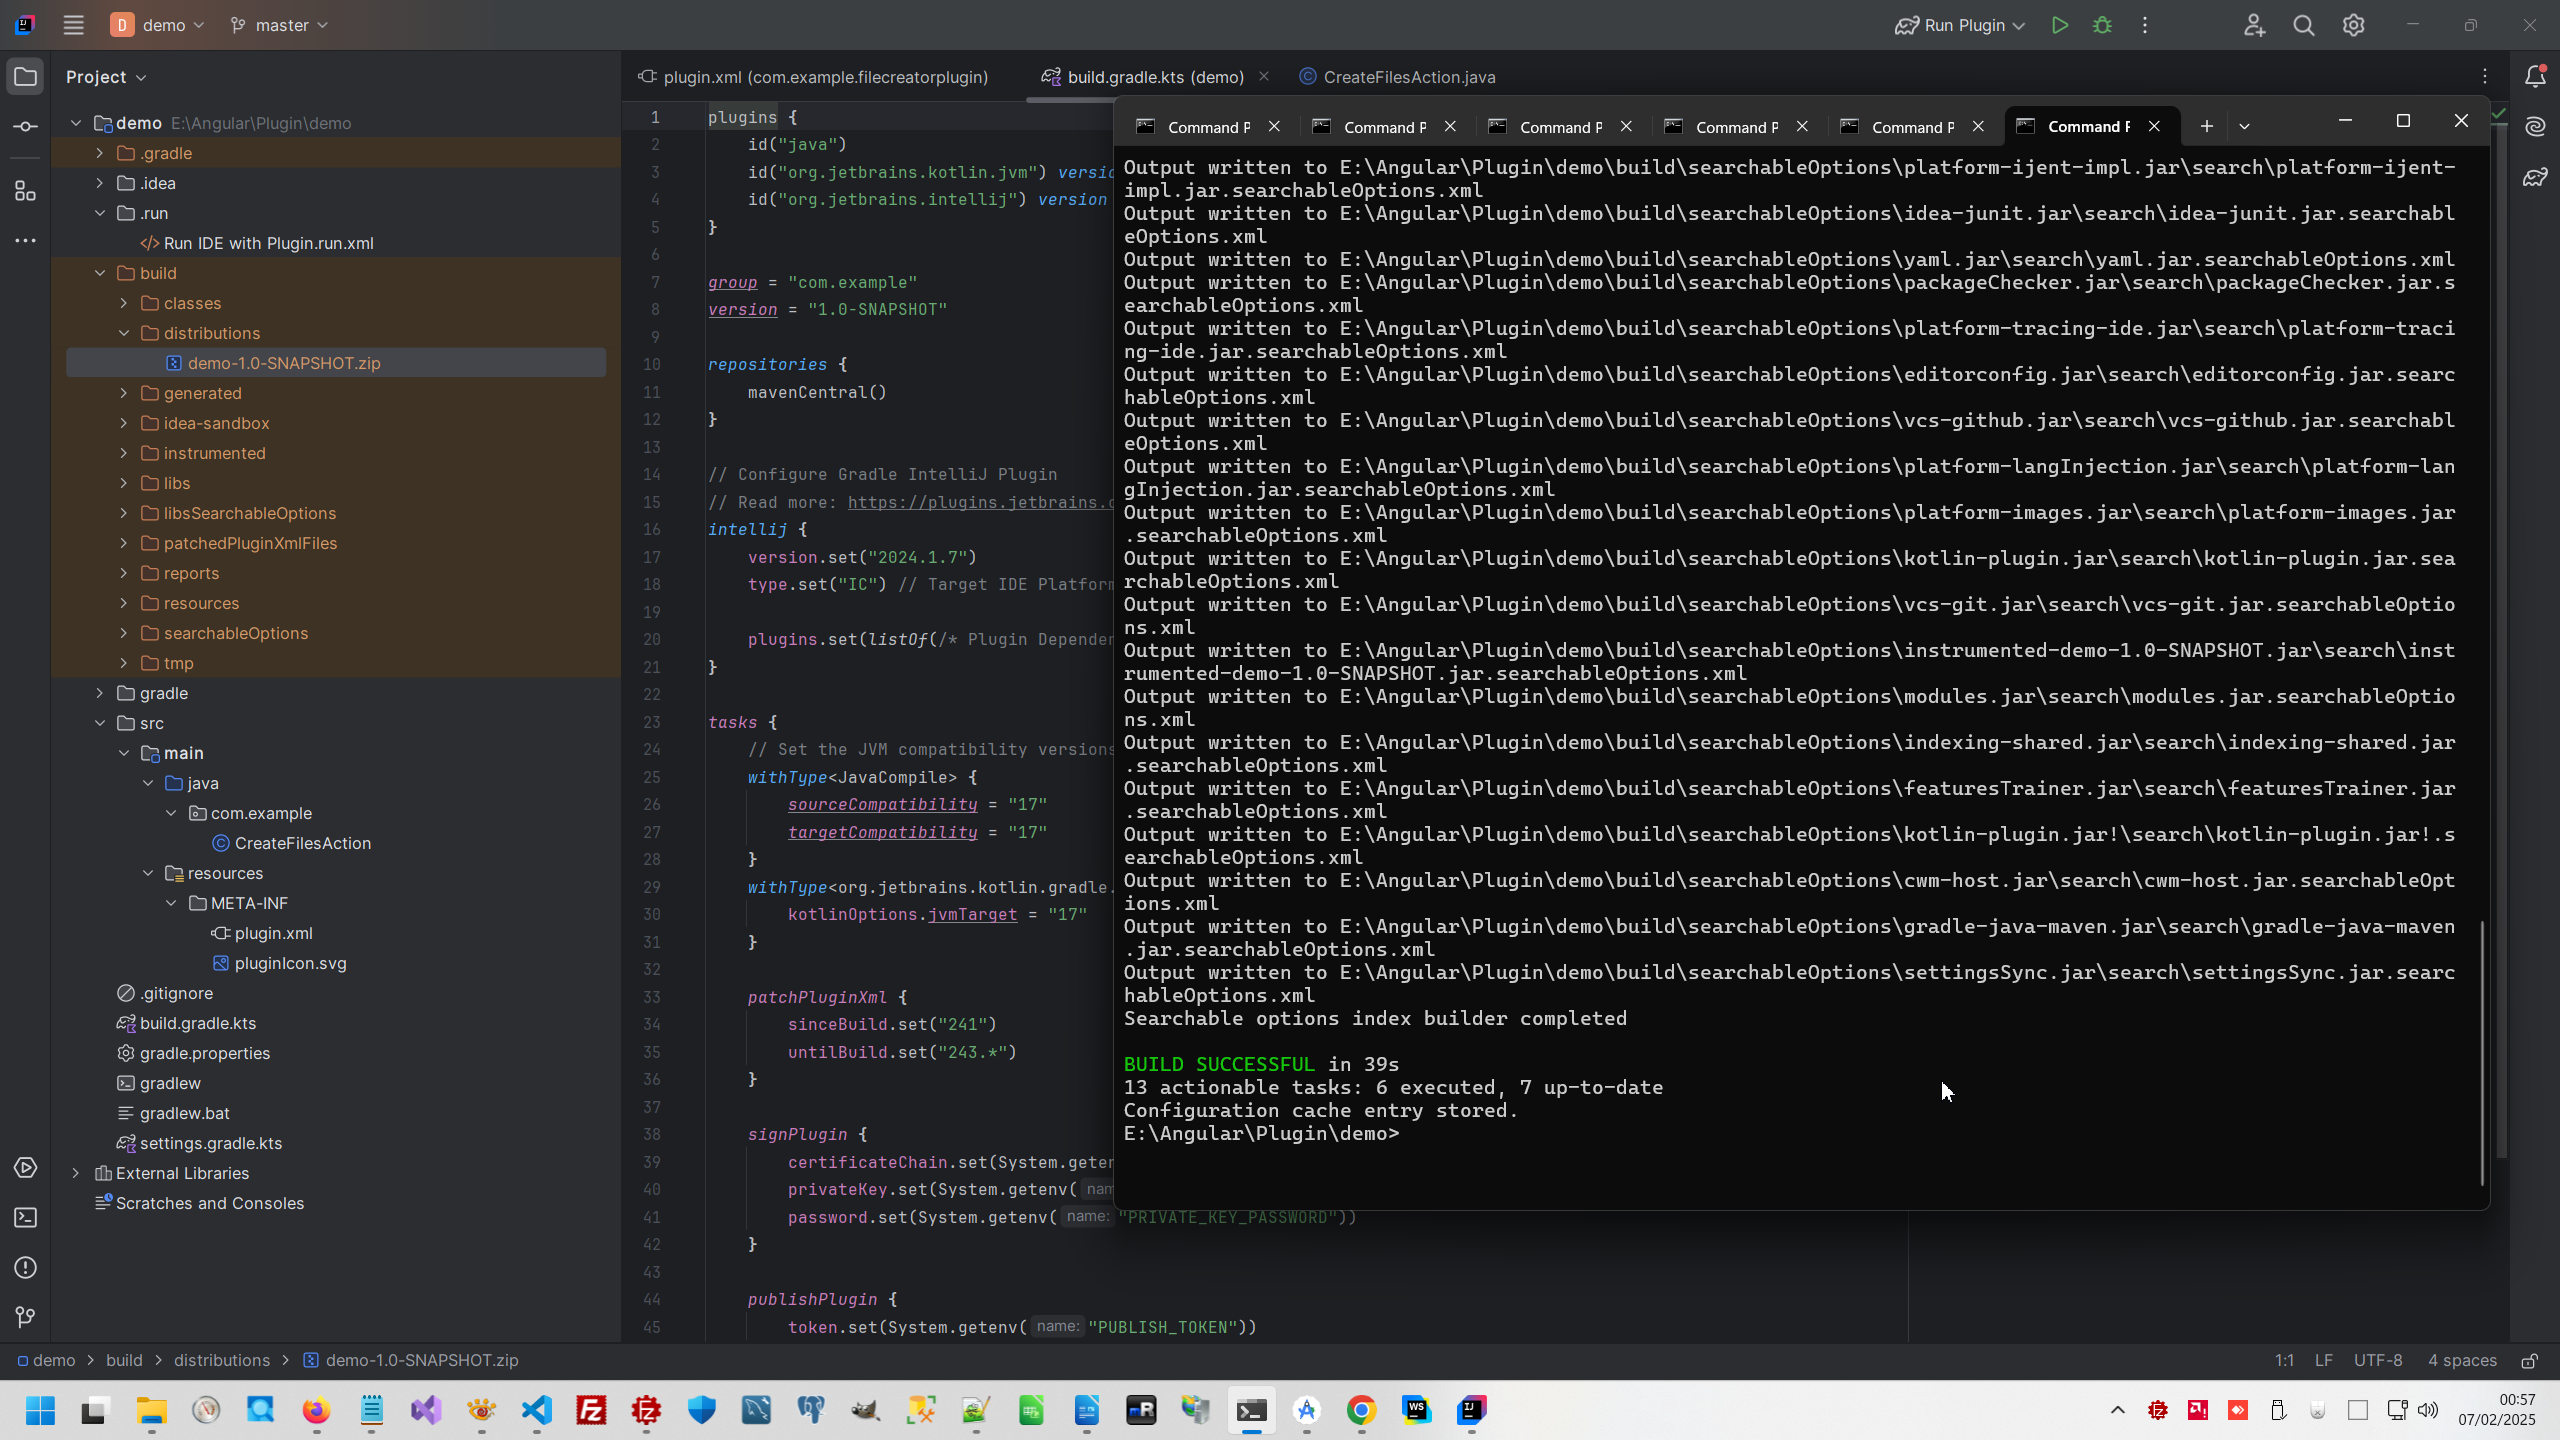 D demo
master
Run Plugin
Project
demo E:\Angular\Plugin\demo
.gradle
.idea
.run
Run IDE with Plugin.run.xml
build
classes
distributions
demo-1.0-SNAPSHOT.zip
generated
idea-sandbox
instrumented
libs
libsSearchableOptions
patchedPluginXmlFiles
reports
resources
searchableOptions
tmp
gradle
src
main
java
com.example
CreateFilesAction
resources
META-INF
plugin.xml
pluginIcon.svg
.gitignore
build.gradle.kts
gradle.properties
gradlew
gradlew.bat
settings.gradle.kts
External Libraries
Scratches and Consoles
plugin.xml (com.example.filecreatorplugin)
build.gradle.kts (demo)
CreateFilesAction.java
1 plugins {
2 id("java")
3 id("org.jetbrains.kotlin.jvm") versio
4 id("org.jetbrains.intellij") version
5 }
6
7 group = "com.example"
8 version = "1.0-SNAPSHOT"
9
10 repositories {
11 mavenCentral()
12 }
13
14 // Configure Gradle IntelliJ Plugin
15 // Read more: https://plugins.jetbrains.c
16 intellij {
17 version.set("2024.1.7")
18 type.set("IC") // Target IDE Platform
19
20 plugins.set(listOf(/* Plugin Depender
21 }
22
23 tasks {
24 // Set the JVM compatibility versions
25 withType<JavaCompile> {
26 sourceCompatibility = "17"
27 targetCompatibility = "17"
28 }
29 withType<org.jetbrains.kotlin.gradle.
30 kotlinOptions.jvmTarget = "17"
31 }
32
33 patchPluginXml {
34 sinceBuild.set("241")
35 untilBuild.set("243.*")
36 }
37
38 signPlugin {
39 certificateChain.set(System.geten
40 privateKey.set(System.getenv( nam
41 password.set(System.getenv( name: "PRIVATE_KEY_PASSWORD"))
42 }
43
44 publishPlugin {
45 token.set(System.getenv( name: "PUBLISH_TOKEN"))
Command P
Command P
Command P
Command P
Command P
Command P
Output written to E:\Angular\Plugin\demo\build\searchableOptions\platform-ijent-impl.jar\search\platform-ijent-
impl.jar.searchableOptions.xml
Output written to E:\Angular\Plugin\demo\build\searchableOptions\idea-junit.jar\search\idea-junit.jar.searchabl
eOptions.xml
Output written to E:\Angular\Plugin\demo\build\searchableOptions\yaml.jar\search\yaml.jar.searchableOptions.xml
Output written to E:\Angular\Plugin\demo\build\searchableOptions\packageChecker.jar\search\packageChecker.jar.s
earchableOptions.xml
Output written to E:\Angular\Plugin\demo\build\searchableOptions\platform-tracing-ide.jar\search\platform-traci
ng-ide.jar.searchableOptions.xml
Output written to E:\Angular\Plugin\demo\build\searchableOptions\editorconfig.jar\search\editorconfig.jar.searc
hableOptions.xml
Output written to E:\Angular\Plugin\demo\build\searchableOptions\vcs-github.jar\search\vcs-github.jar.searchabl
eOptions.xml
Output written to E:\Angular\Plugin\demo\build\searchableOptions\platform-langInjection.jar\search\platform-lan
gInjection.jar.searchableOptions.xml
Output written to E:\Angular\Plugin\demo\build\searchableOptions\platform-images.jar\search\platform-images.jar
.searchableOptions.xml
Output written to E:\Angular\Plugin\demo\build\searchableOptions\kotlin-plugin.jar\search\kotlin-plugin.jar.sea
rchableOptions.xml
Output written to E:\Angular\Plugin\demo\build\searchableOptions\vcs-git.jar\search\vcs-git.jar.searchableOptio
ns.xml
Output written to E:\Angular\Plugin\demo\build\searchableOptions\instrumented-demo-1.0-SNAPSHOT.jar\search\inst
rumented-demo-1.0-SNAPSHOT.jar.searchableOptions.xml
Output written to E:\Angular\Plugin\demo\build\searchableOptions\modules.jar\search\modules.jar.searchableOptio
ns.xml
Output written to E:\Angular\Plugin\demo\build\searchableOptions\indexing-shared.jar\search\indexing-shared.jar
.searchableOptions.xml
Output written to E:\Angular\Plugin\demo\build\searchableOptions\featuresTrainer.jar\search\featuresTrainer.jar
.searchableOptions.xml
Output written to E:\Angular\Plugin\demo\build\searchableOptions\kotlin-plugin.jar!\search\kotlin-plugin.jar!.s
earchableOptions.xml
Output written to E:\Angular\Plugin\demo\build\searchableOptions\cwm-host.jar\search\cwm-host.jar.searchableOpt
ions.xml
Output written to E:\Angular\Plugin\demo\build\searchableOptions\gradle-java-maven.jar\search\gradle-java-maven
.jar.searchableOptions.xml
Output written to E:\Angular\Plugin\demo\build\searchableOptions\settingsSync.jar\search\settingsSync.jar.searc
hableOptions.xml
Searchable options index builder completed
BUILD SUCCESSFUL in 39s
13 actionable tasks: 6 executed, 7 up-to-date
Configuration cache entry stored.
E:\Angular\Plugin\demo>
demo > build > distributions > demo-1.0-SNAPSHOT.zip
1:1 LF UTF-8 4 spaces
00:57
07/02/2025